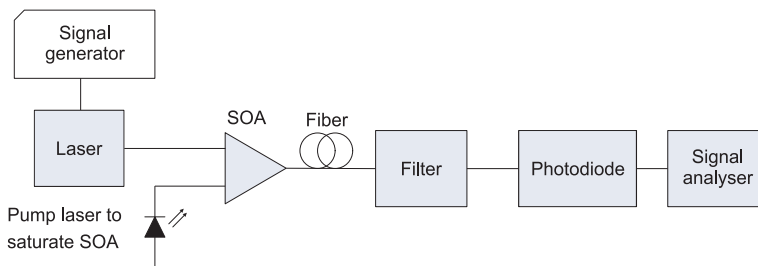 Signal
generator
Laser
SOA
Fiber
Filter
Photodiode
Signal
analyser
Pump laser to
saturate SOA